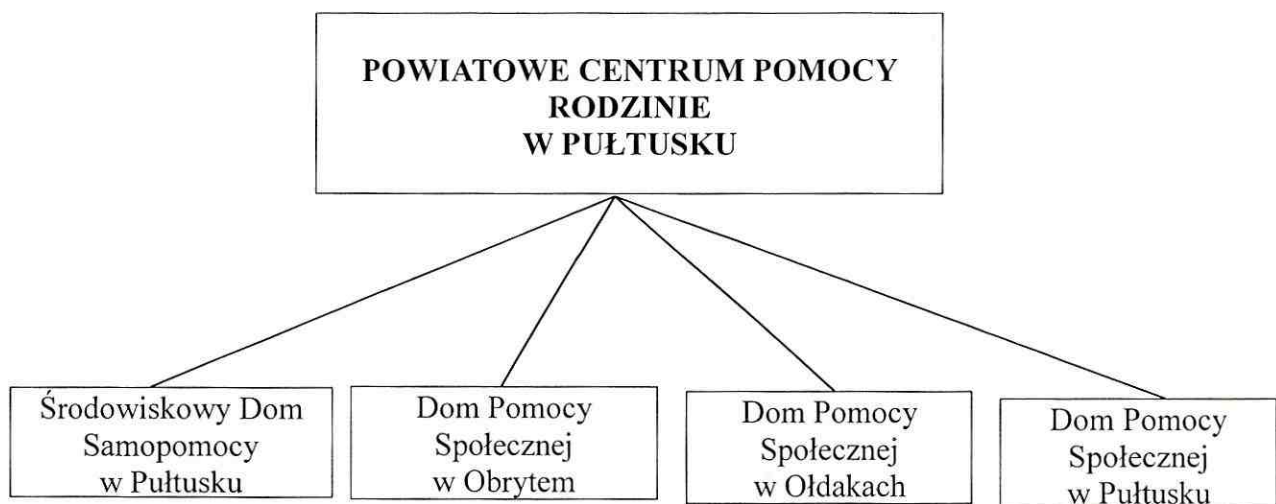 POWIATOWE CENTRUM POMOCY
RODZINIE
W PUŁTUSKU
Środowiskowy Dom
Samopomocy
w Pułtusku
Dom Pomocy
Społecznej
w Obrytem
Dom Pomocy
Społecznej
w Ołdakach
Dom Pomocy
Społecznej
w Pułtusku